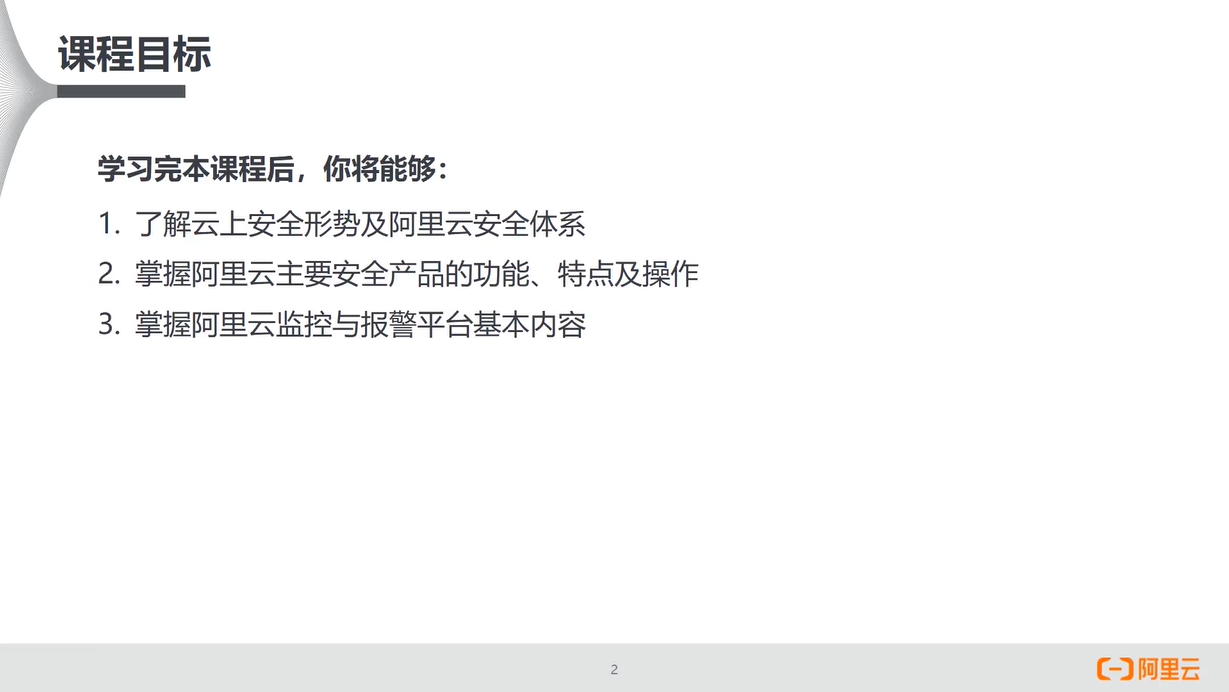 课程目标
学习完本课程后，你将能够：
1. 了解云上安全形势及阿里云安全体系
2. 掌握阿里云主要安全产品的功能、特点及操作
3. 掌握阿里云监控与报警平台基本内容
2
阿里云